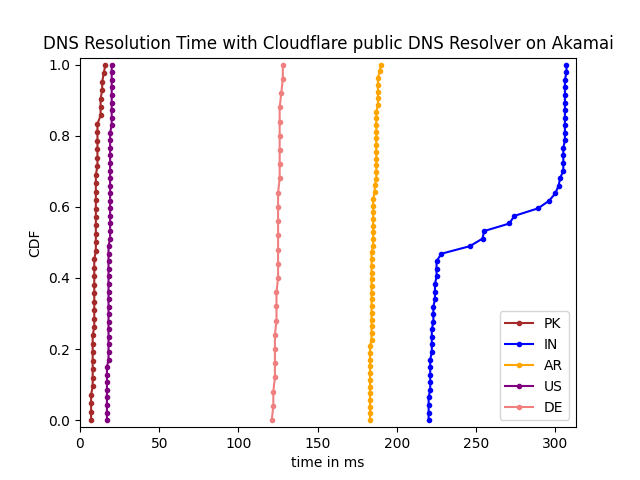 DNS Resolution Time with Cloudflare public DNS Resolver on Akamai
1.0
0.8
0.6
0.4
0.2
0.0
CDF
0 50 100 150 200 250 300
time in ms
PK
IN
AR
US
DE